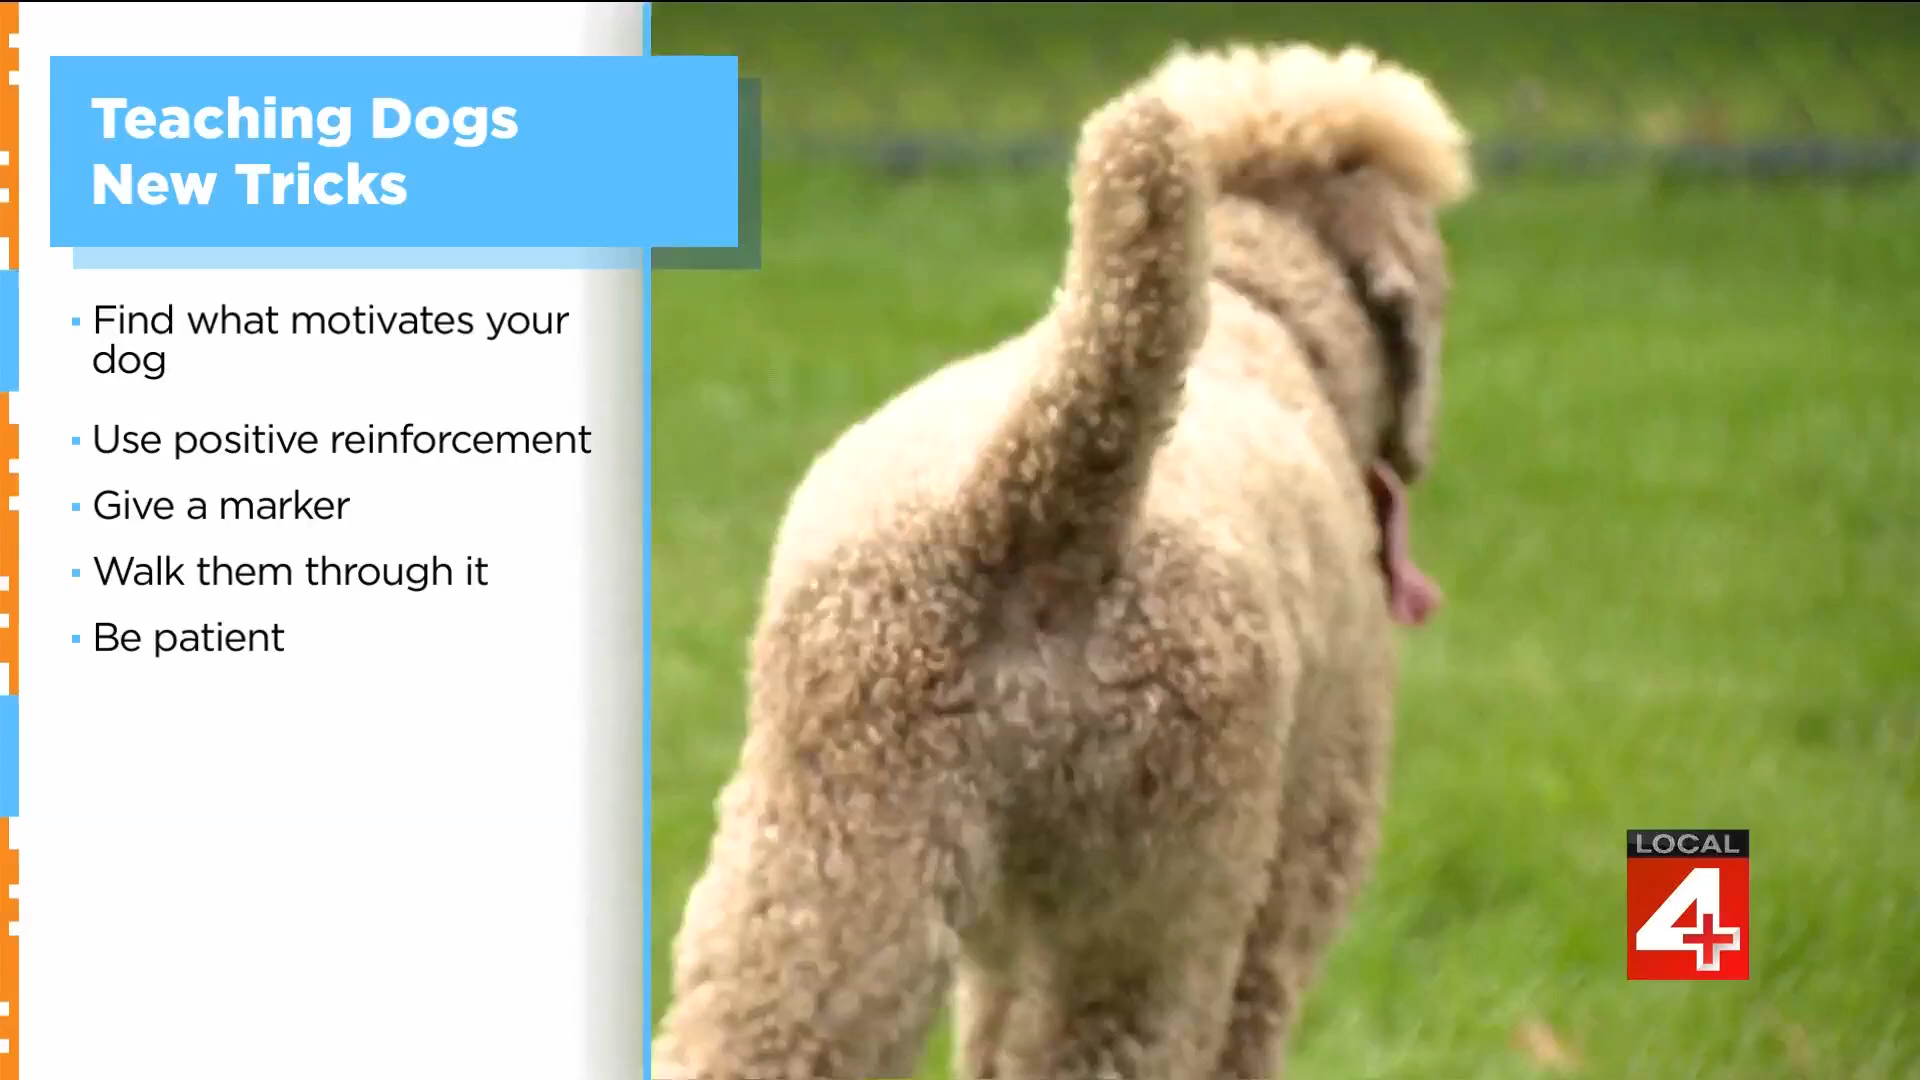 Teaching Dogs
New Tricks
Find what motivates your
dog
Use positive reinforcement
Give a marker
Walk them through it
Be patient
LOCAL
4+